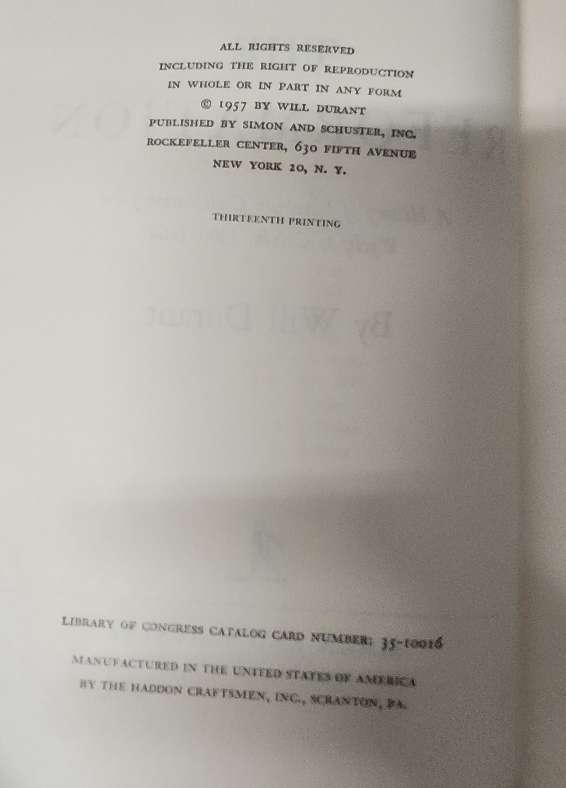 ALL RIGHTS RESERVED
INCLUDING THE RIGHT OF REPRODUCTION
IN WHOLE OR IN PART IN ANY FORM
© 1957 BY WILL DURANT
PUBLISHED BY SIMON AND SCHUSTER, INC.
ROCKEFELLER CENTER, 630 FIFTH AVENUE
NEW YORK 20, N. Y.
THIRTEENTH PRINTING
By Will Durant
LIBRARY OF CONGRESS CATALOG CARD NUMBER: 35-10016
MANUFACTURED IN THE UNITED STATES OF AMERICA
BY THE HADDON CRAFTSMEN, INC., SCRANTON, PA.